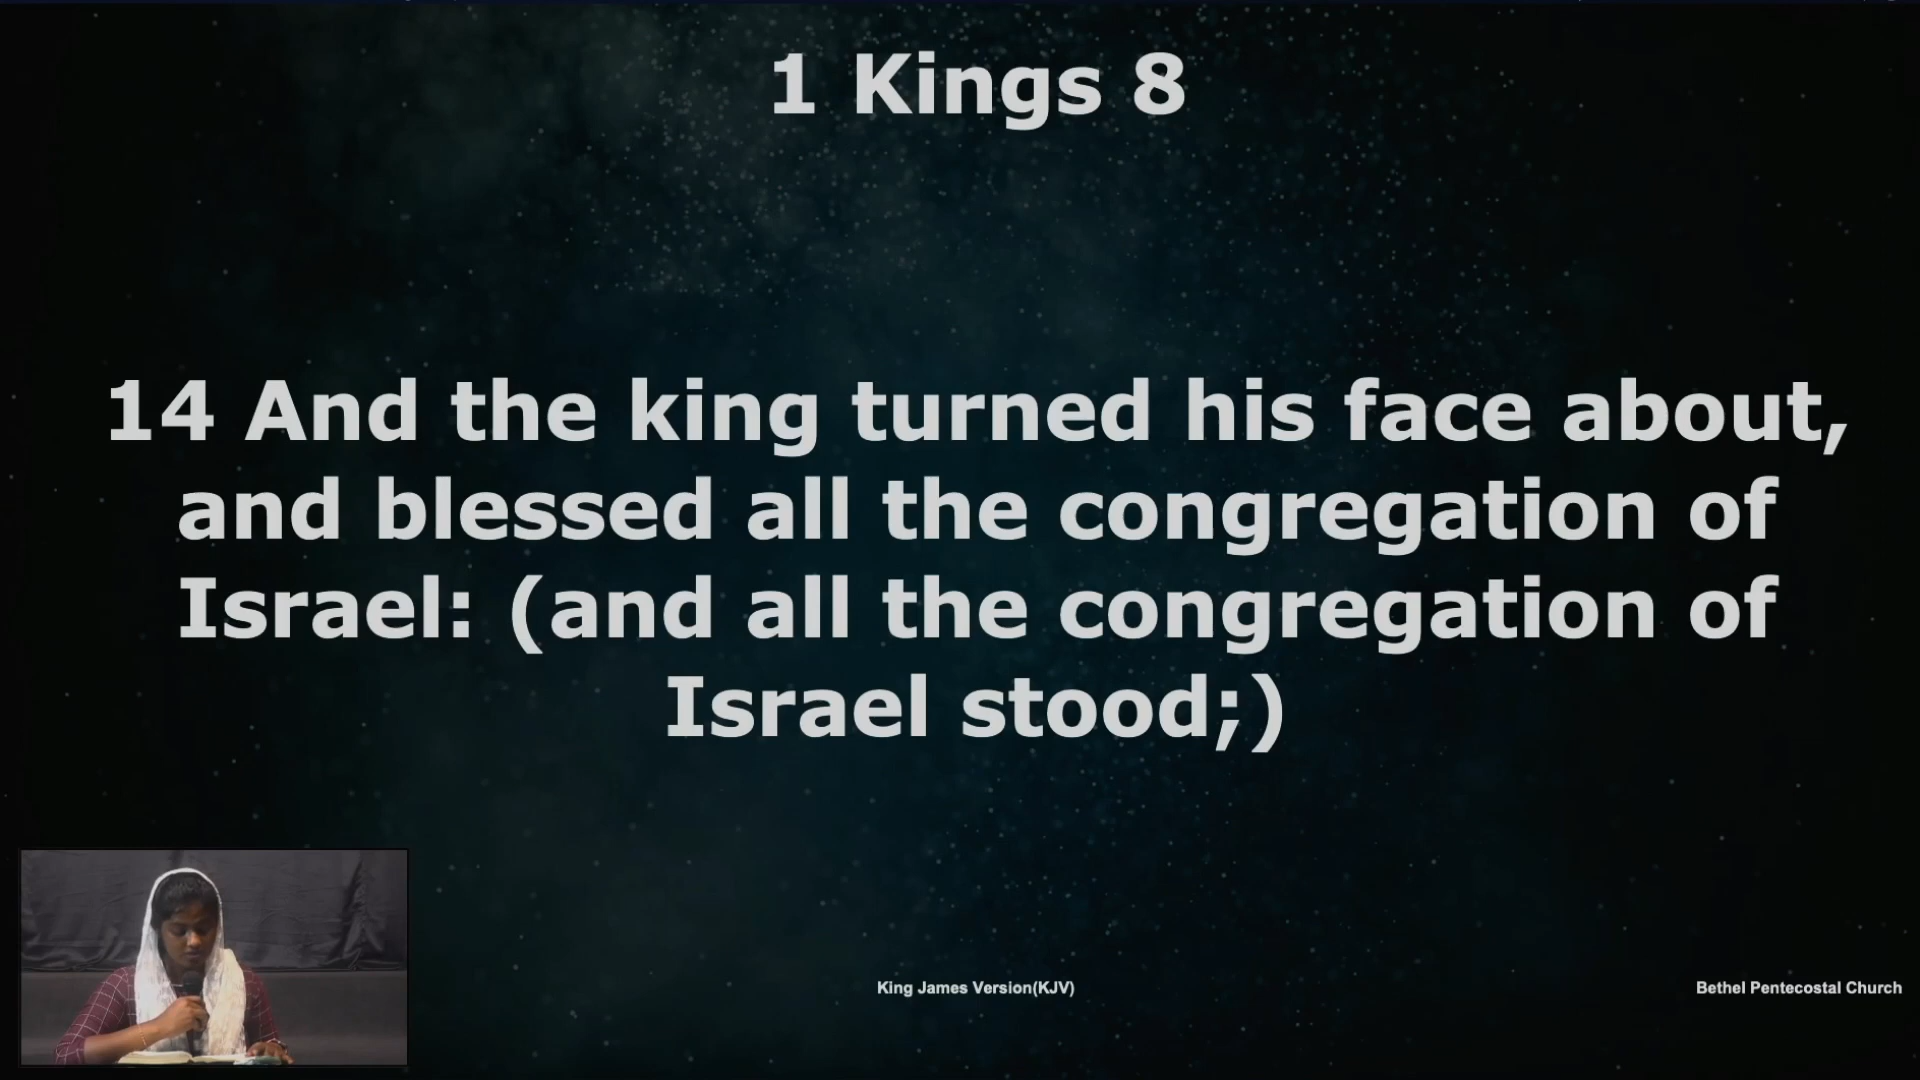 1 Kings 8
14 And the king turned his face about,
and blessed all the congregation of
Israel: (and all the congregation of
Israel stood;)
King James Version(KJV)
Bethel Pentecostal Church